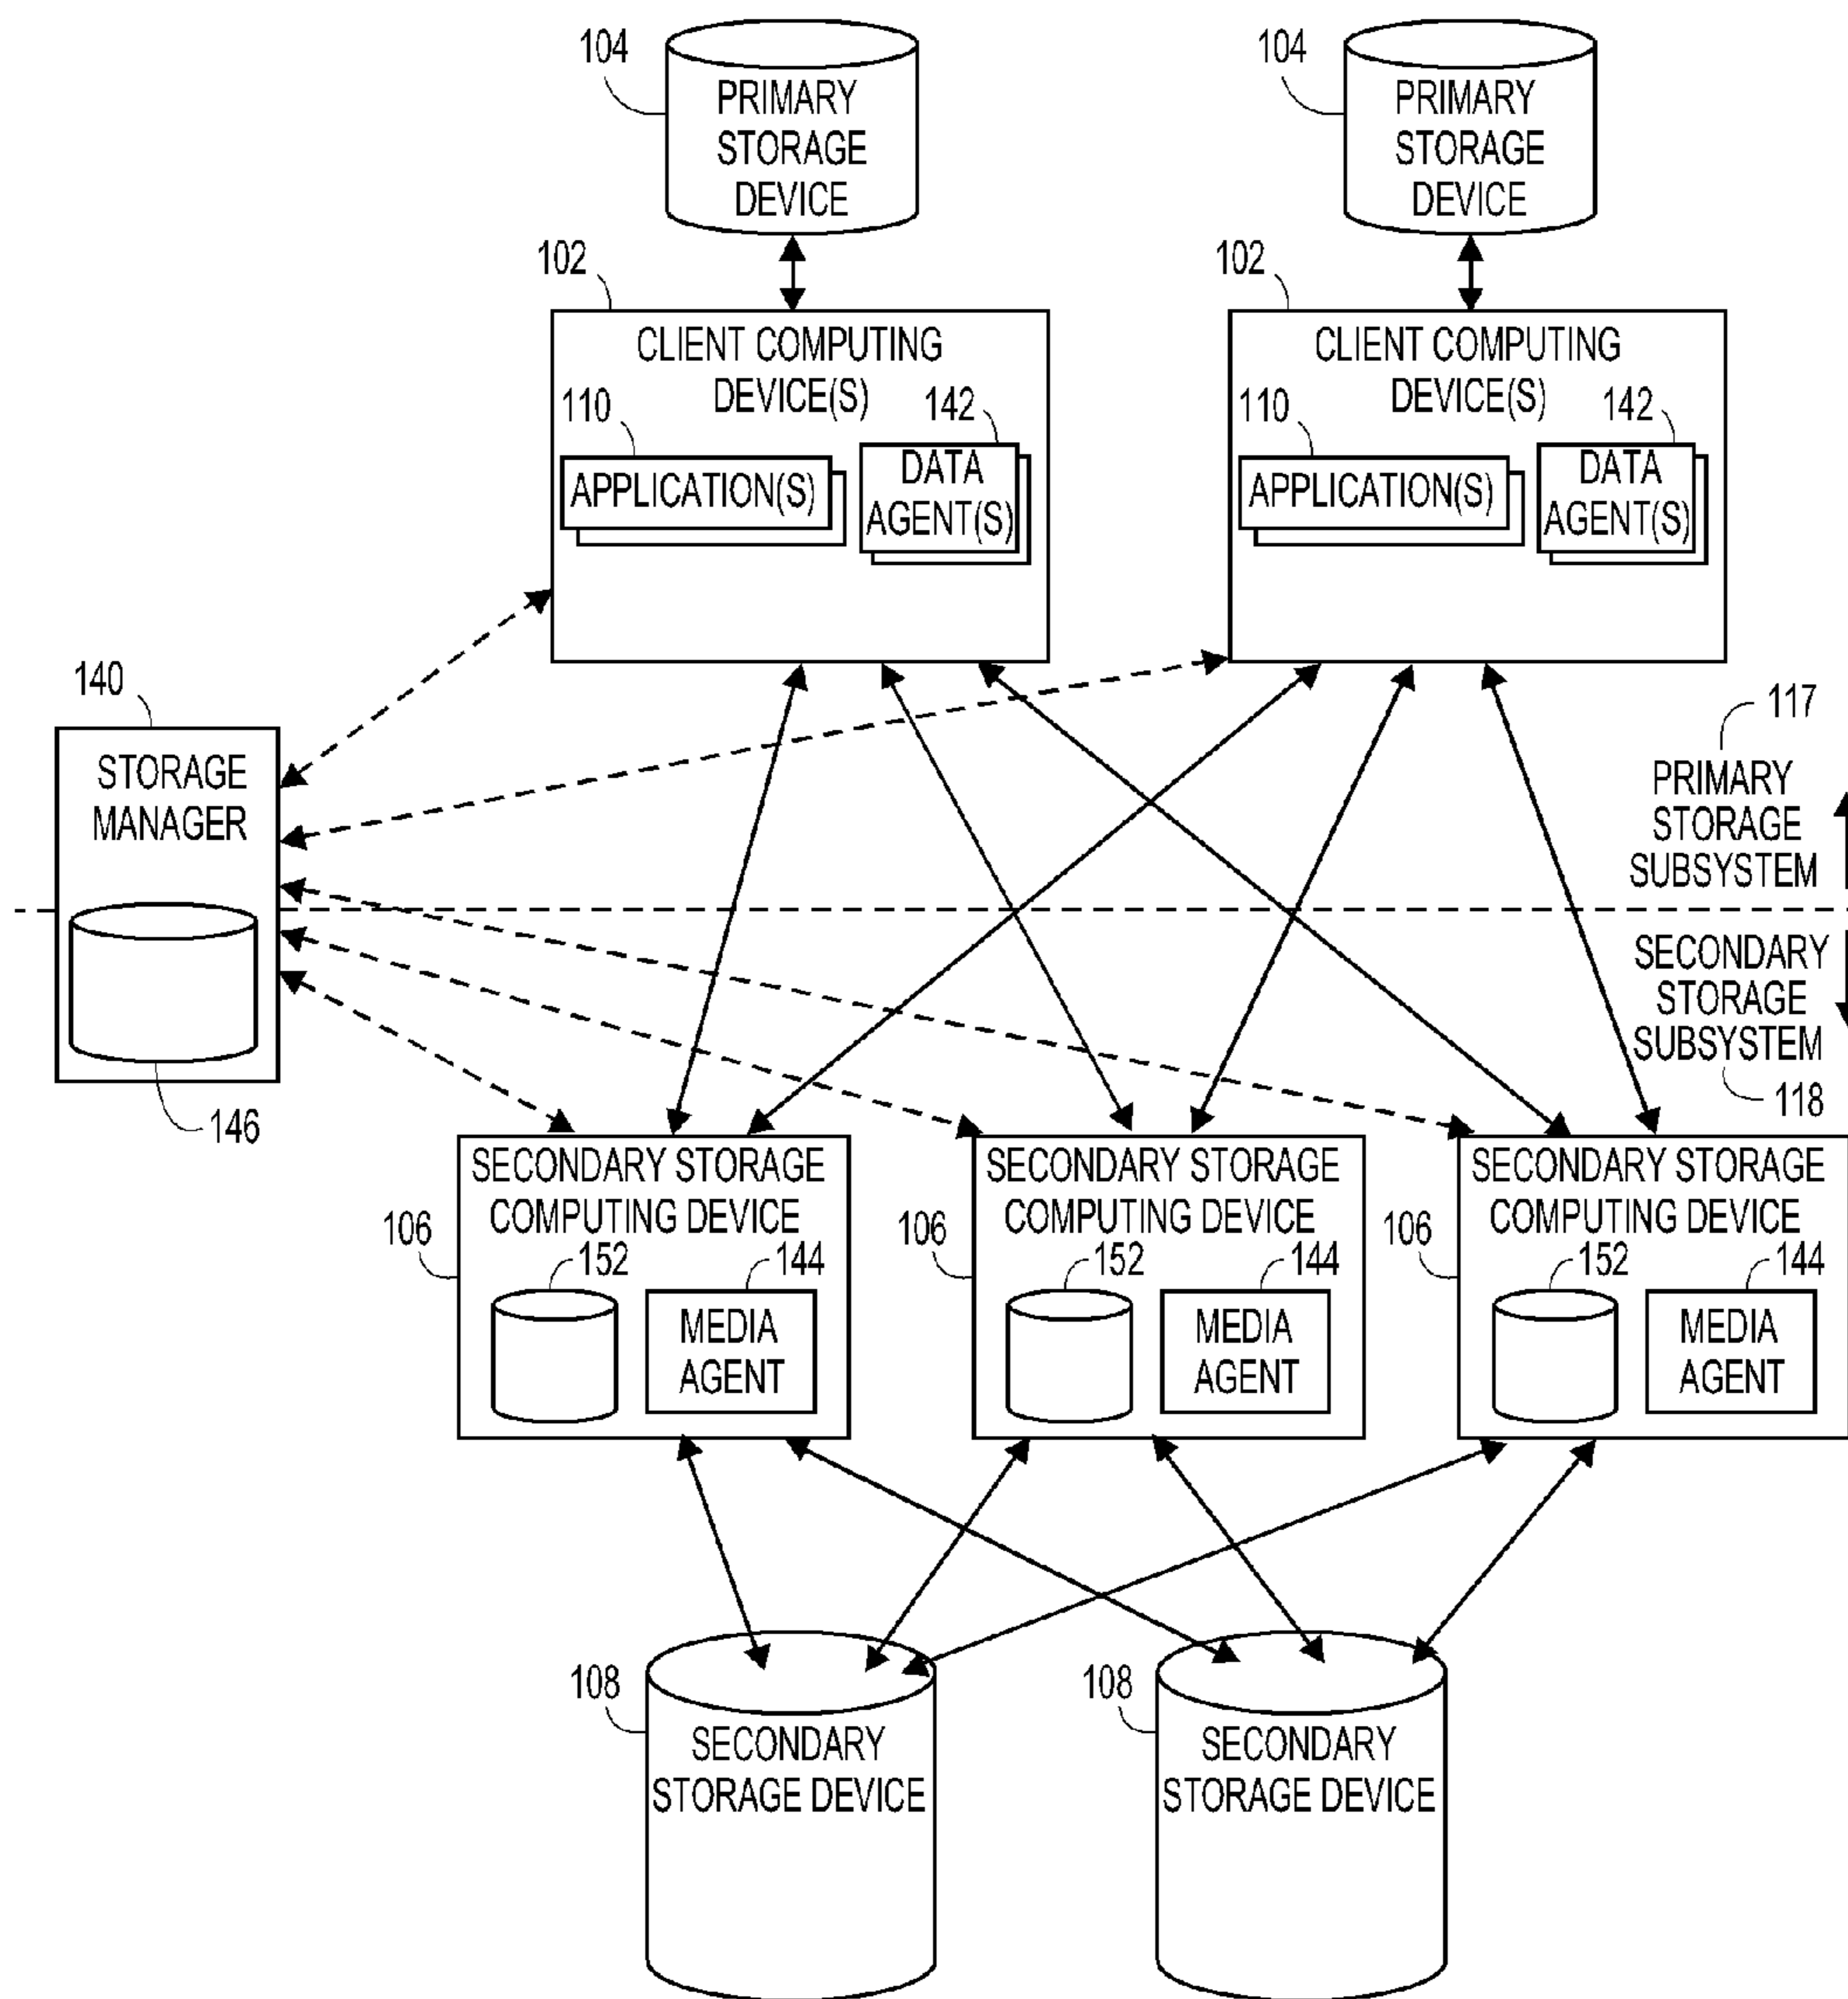 104
PRIMARY
STORAGE
DEVICE
104
PRIMARY
STORAGE
DEVICE
102
CLIENT COMPUTING
DEVICE(S)
110
APPLICATION(S)
142
DATA
AGENT(S)
102
CLIENT COMPUTING
DEVICE(S)
110
APPLICATION(S)
142
DATA
AGENT(S)
140
STORAGE
MANAGER
146
117
PRIMARY
STORAGE
SUBSYSTEM
SECONDARY
STORAGE
SUBSYSTEM
118
106
SECONDARY STORAGE
COMPUTING DEVICE
152
144
MEDIA
AGENT
106
SECONDARY STORAGE
COMPUTING DEVICE
152
144
MEDIA
AGENT
106
SECONDARY STORAGE
COMPUTING DEVICE
152
144
MEDIA
AGENT
108
SECONDARY
STORAGE DEVICE
108
SECONDARY
STORAGE DEVICE